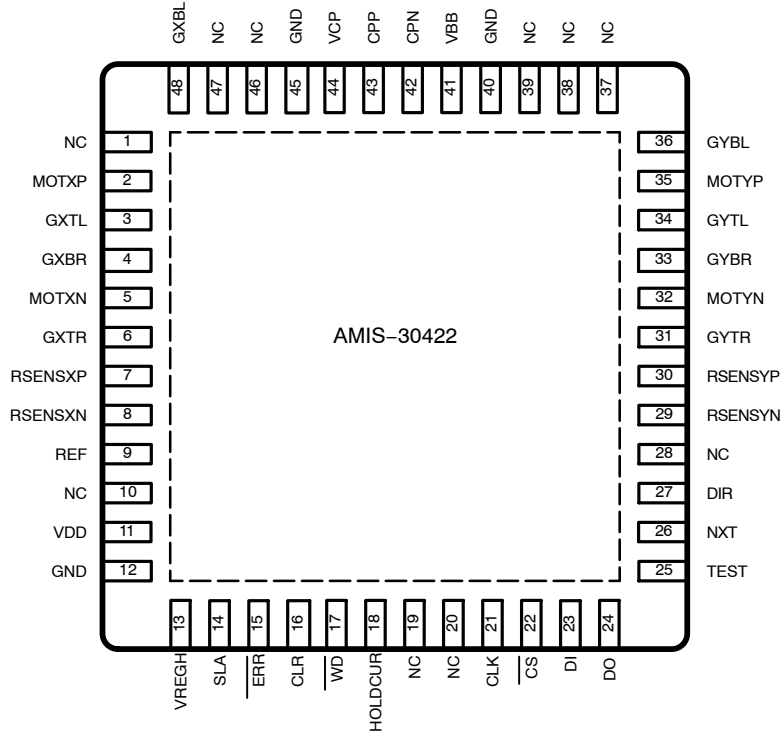 GXBL NC NC GND VCP CPP CPN VBB GND NC NC NC
48 47 46 45 44 43 42 41 40 39 38 37
NC 1 36 GYBL
MOTXP 2 35 MOTYP
GXTL 3 34 GYTL
GXBR 4 33 GYBR
MOTXN 5 32 MOTYN
GXTR 6 AMIS−30422 31 GYTR
RSENSXP 7 30 RSENSYP
RSENSXN 8 29 RSENSYN
REF 9 28 NC
NC 10 27 DIR
VDD 11 26 NXT
GND 12 25 TEST
13 14 15 16 17 18 19 20 21 22 23 24
VREGH SLA ERR CLR WD HOLDCUR NC NC CLK CS DI DO